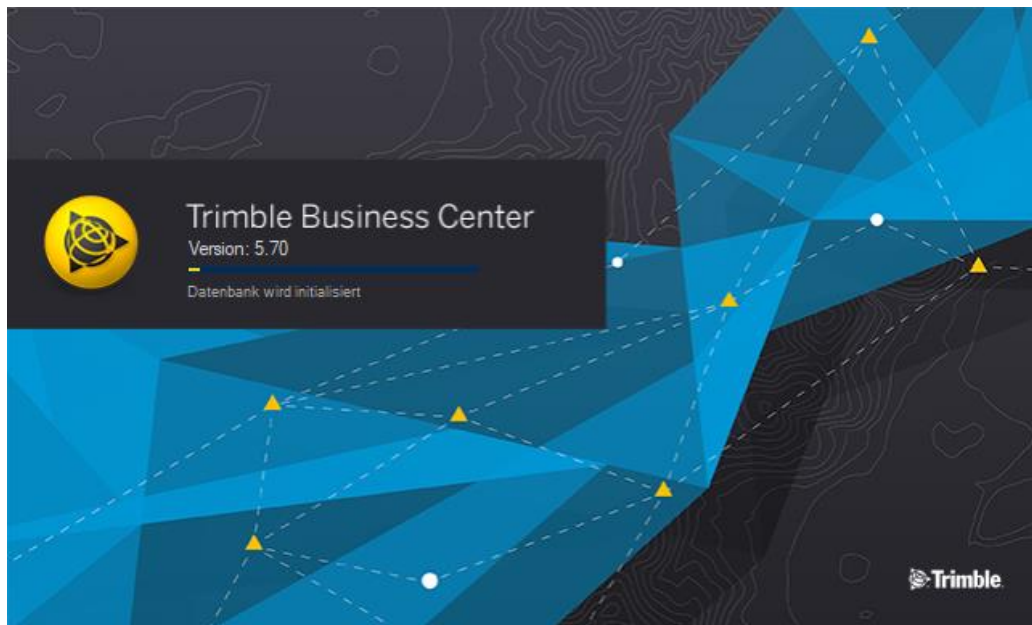 Trimble Business Center
Version: 5.70
Datenbank wird initialisiert
Trimble